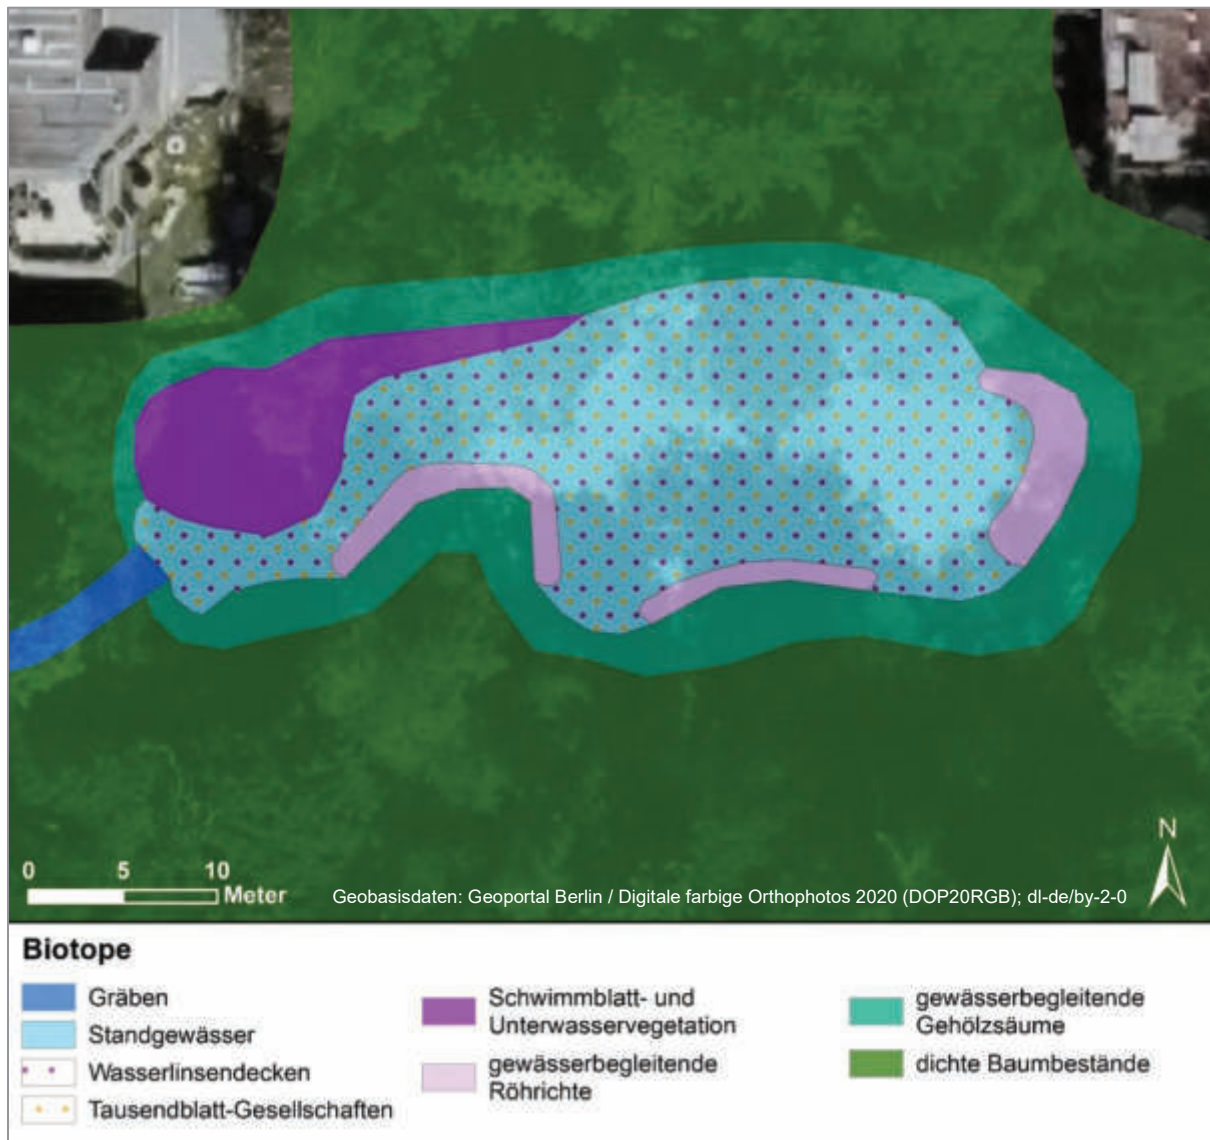 N
0 5 10
Meter
Geobasisdaten: Geoportal Berlin / Digitale farbige Orthophotos 2020 (DOP20RGB); dl-de/by-2-0
Biotope
Gräben
Standgewässer
Wasserlinsendecken
Tausendblatt-Gesellschaften
Schwimmblatt- und
Unterwasservegetation
gewässerbegleitende
Röhrichte
gewässerbegleitende
Gehölzsäume
dichte Baumbestände